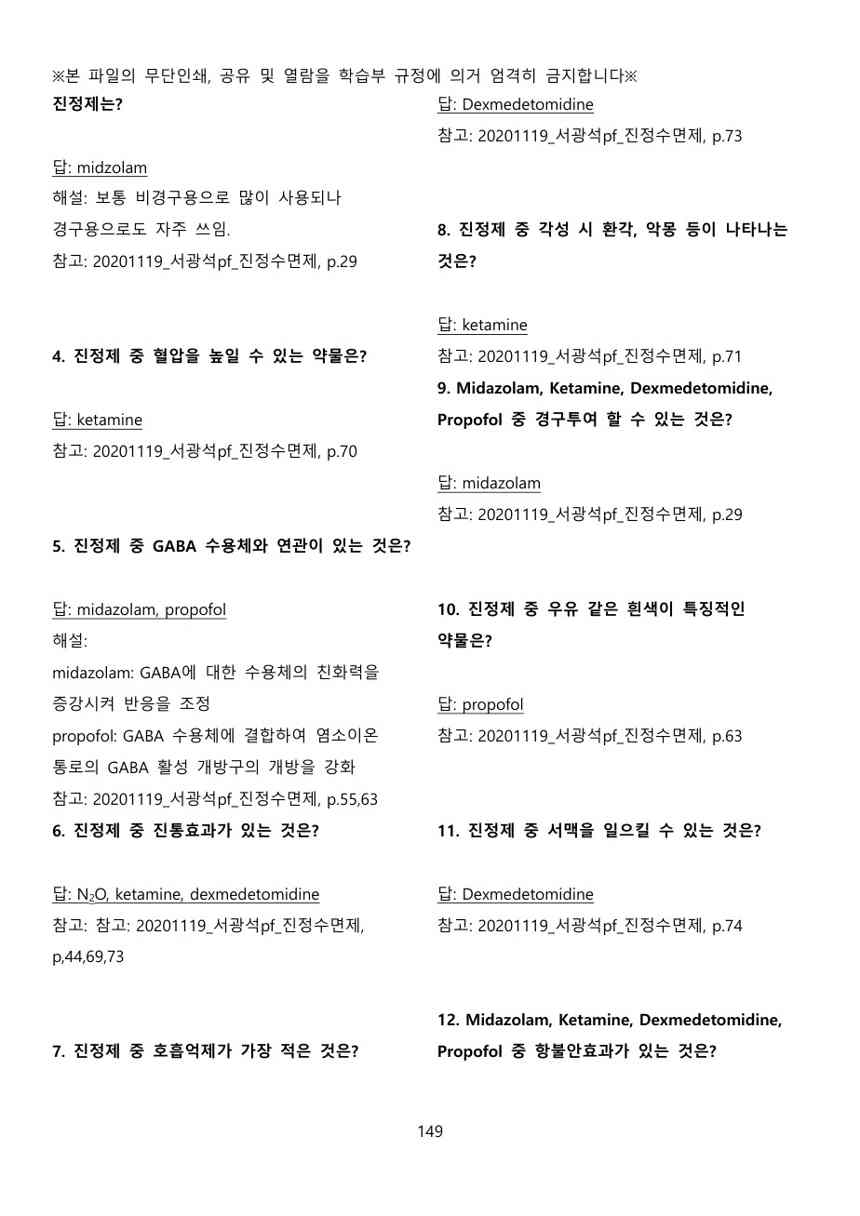 ※본 파일의 무단인쇄, 공유 및 열람을 학습부 규정에 의거 엄격히 금지합니다※
진정제는?
답: midzolam
해설: 보통 비경구용으로 많이 사용되나
경구용으로도 자주 쓰임.
참고: 20201119_서광석pf_진정수면제, p.29
4. 진정제 중 혈압을 높일 수 있는 약물은?
답: ketamine
참고: 20201119_서광석pf_진정수면제, p.70
5. 진정제 중 GABA 수용체와 연관이 있는 것은?
답: midazolam, propofol
해설:
midazolam: GABA에 대한 수용체의 친화력을
증강시켜 반응을 조정
propofol: GABA 수용체에 결합하여 염소이온
통로의 GABA 활성 개방구의 개방을 강화
참고: 20201119_서광석pf_진정수면제, p.55,63
6. 진정제 중 진통효과가 있는 것은?
답: N₂O, ketamine, dexmedetomidine
참고: 참고: 20201119_서광석pf_진정수면제,
p,44,69,73
7. 진정제 중 호흡억제가 가장 적은 것은?
답: Dexmedetomidine
참고: 20201119_서광석pf_진정수면제, p.73
8. 진정제 중 각성 시 환각, 악몽 등이 나타나는
것은?
답: ketamine
참고: 20201119_서광석pf_진정수면제, p.71
9. Midazolam, Ketamine, Dexmedetomidine,
Propofol 중 경구투여 할 수 있는 것은?
답: midazolam
참고: 20201119_서광석pf_진정수면제, p.29
10. 진정제 중 우유 같은 흰색이 특징적인
약물은?
답: propofol
참고: 20201119_서광석pf_진정수면제, p.63
11. 진정제 중 서맥을 일으킬 수 있는 것은?
답: Dexmedetomidine
참고: 20201119_서광석pf_진정수면제, p.74
12. Midazolam, Ketamine, Dexmedetomidine,
Propofol 중 항불안효과가 있는 것은?
149